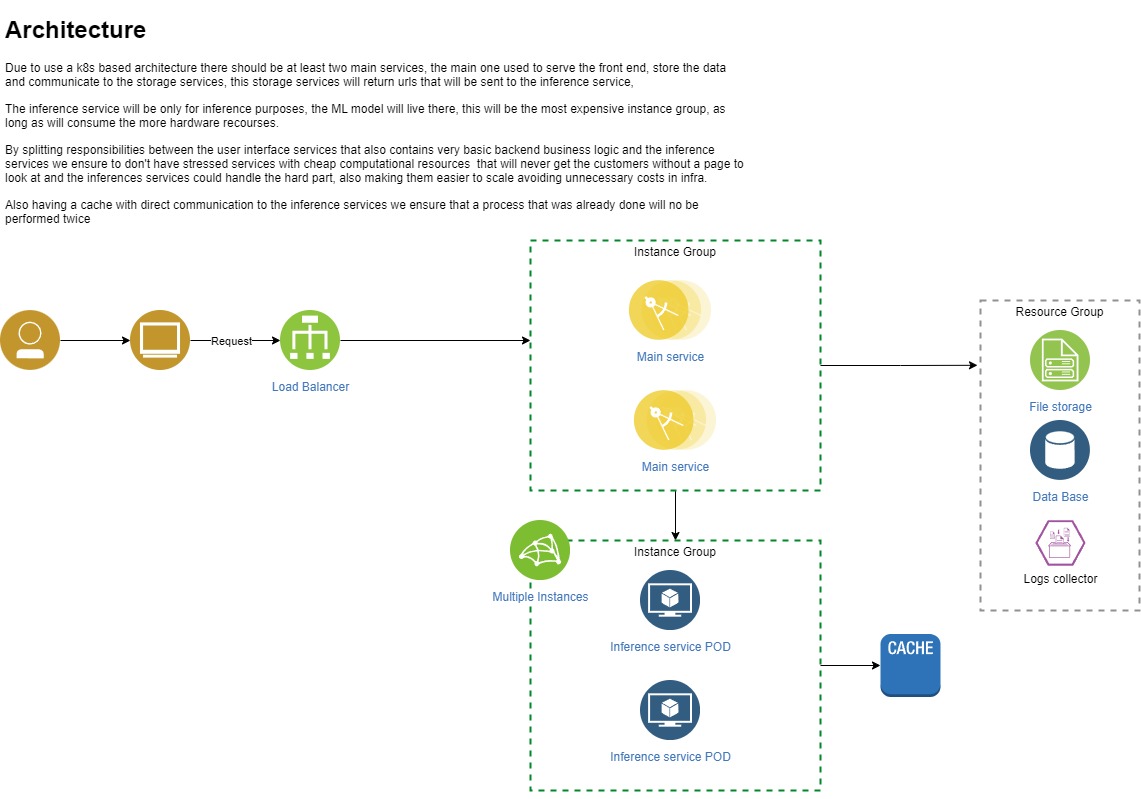 Architecture
Due to use a k8s based architecture there should be at least two main services, the main one used to serve the front end, store the data
and communicate to the storage services, this storage services will return urls that will be sent to the inference service,
The inference service will be only for inference purposes, the ML model will live there, this will be the most expensive instance group, as
long as will consume the more hardware recourses.
By splitting responsibilities between the user interface services that also contains very basic backend business logic and the inference
services we ensure to don't have stressed services with cheap computational resources  that will never get the customers without a page to
look at and the inferences services could handle the hard part, also making them easier to scale avoiding unnecessary costs in infra.
Also having a cache with direct communication to the inference services we ensure that a process that was already done will no be
performed twice
Instance Group
Main service
Main service
Request
Load Balancer
Resource Group
File storage
Data Base
Logs collector
Multiple Instances
Instance Group
Inference service POD
Inference service POD
CACHE